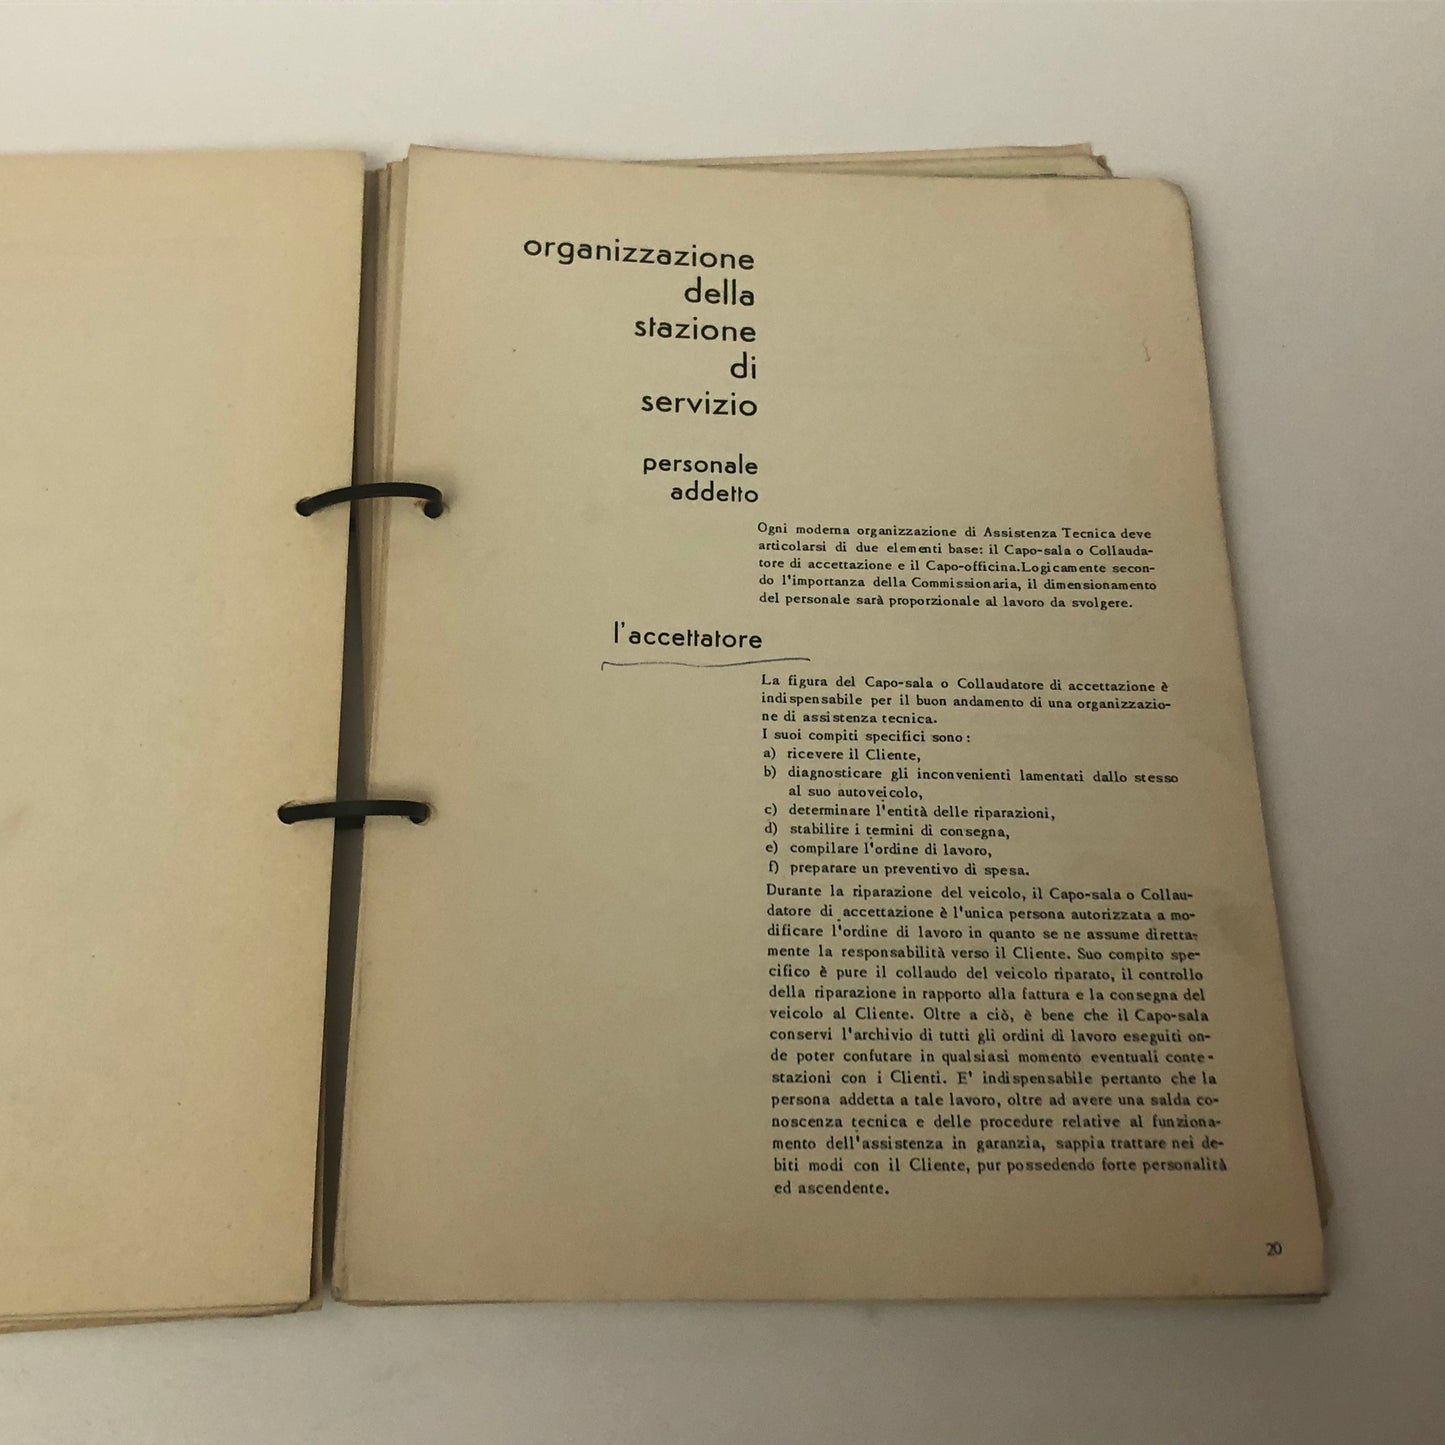 organizzazione
della
stazione
di
servizio
personale
addetto
Ogni moderna organizzazione di Assistenza Tecnica deve
articolarsi di due elementi base: il Capo-sala o Collauda-
tore di accettazione e il Capo-officina.Logicamente secon-
do l'importanza della Commissionaria, il dimensionamento
del personale sarà proporzionale al lavoro da svolgere.
l'accettatore
La figura del Capo-sala o Collaudatore di accettazione è
indispensabile per il buon andamento di una organizzazio-
ne di assistenza tecnica.
I suoi compiti specifici sono:
a) ricevere il Cliente,
b) diagnosticare gli inconvenienti lamentati dallo stesso
al suo autoveicolo,
c) determinare l'entità delle riparazioni,
d) stabilire i termini di consegna,
e) compilare l'ordine di lavoro,
f) preparare un preventivo di spesa.
Durante la riparazione del veicolo, il Capo-sala o Collau-
datore di accettazione è l'unica persona autorizzata a mo-
dificare l'ordine di lavoro in quanto se ne assume diretta-
mente la responsabilità verso il Cliente. Suo compito spe-
cifico è pure il collaudo del veicolo riparato, il controllo
della riparazione in rapporto alla fattura e la consegna del
veicolo al Cliente. Oltre a ciò, è bene che il Capo-sala
conservi l'archivio di tutti gli ordini di lavoro eseguiti on-
de poter confutare in qualsiasi momento eventuali conte-
stazioni con i Clienti. E' indispensabile pertanto che la
persona addetta a tale lavoro, oltre ad avere una salda co-
noscenza tecnica e delle procedure relative al funziona-
mento dell'assistenza in garanzia, sappia trattare nei de-
biti modi con il Cliente, pur possedendo forte personalità
ed ascendente.
20